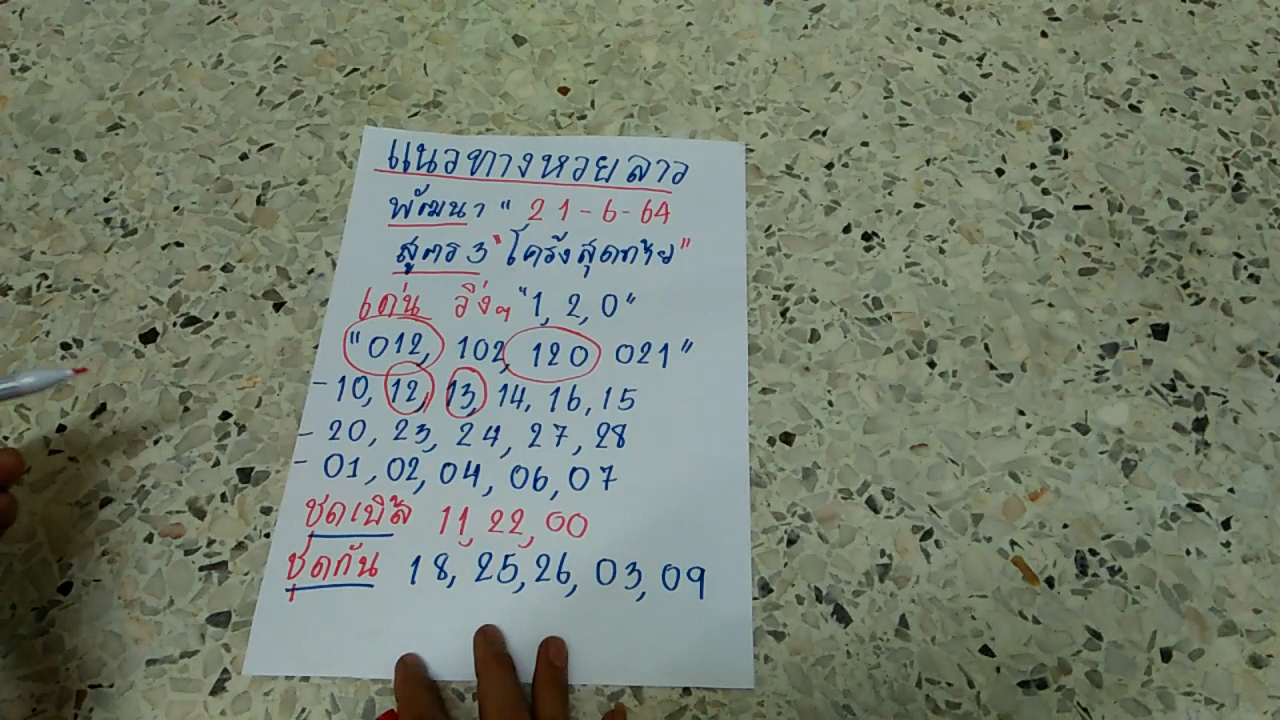 แนวทางหวยลาว
พัฒนา " 21-6-64
สูตร 3 "โค้งสุดท้าย"
เด่น วิ่งๆ "1, 2, 0"
"012, 102, 120 021"
- 10, 12, 13, 14, 16, 15
- 20, 23, 24, 27, 28
- 01, 02, 04, 06, 07
ชุดเบิ้ล 11, 22, 00
ชุดกัน 18, 25, 26, 03, 09